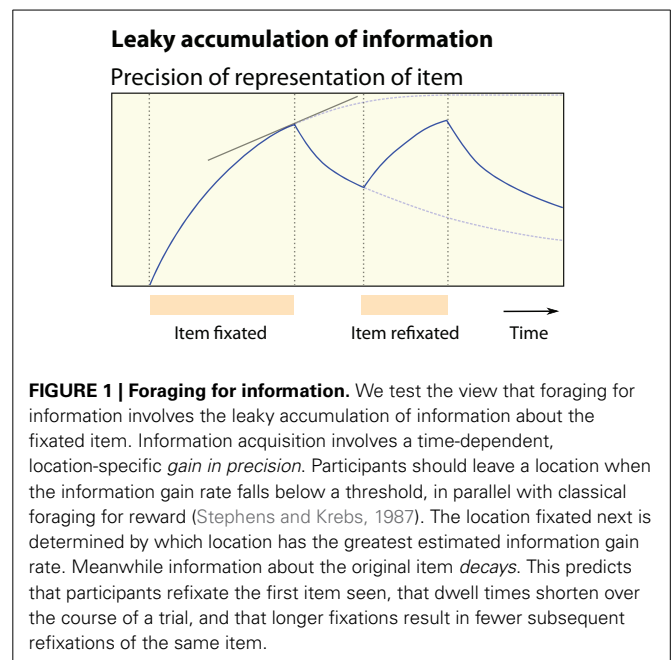 Leaky accumulation of information
Precision of representation of item
Item fixated
Item refixated
Time
FIGURE 1 | Foraging for information. We test the view that foraging for
information involves the leaky accumulation of information about the
fixated item. Information acquisition involves a time-dependent,
location-specific gain in precision. Participants should leave a location when
the information gain rate falls below a threshold, in parallel with classical
foraging for reward (Stephens and Krebs, 1987). The location fixated next is
determined by which location has the greatest estimated information gain
rate. Meanwhile information about the original item decays. This predicts
that participants refixate the first item seen, that dwell times shorten over
the course of a trial, and that longer fixations result in fewer subsequent
refixations of the same item.